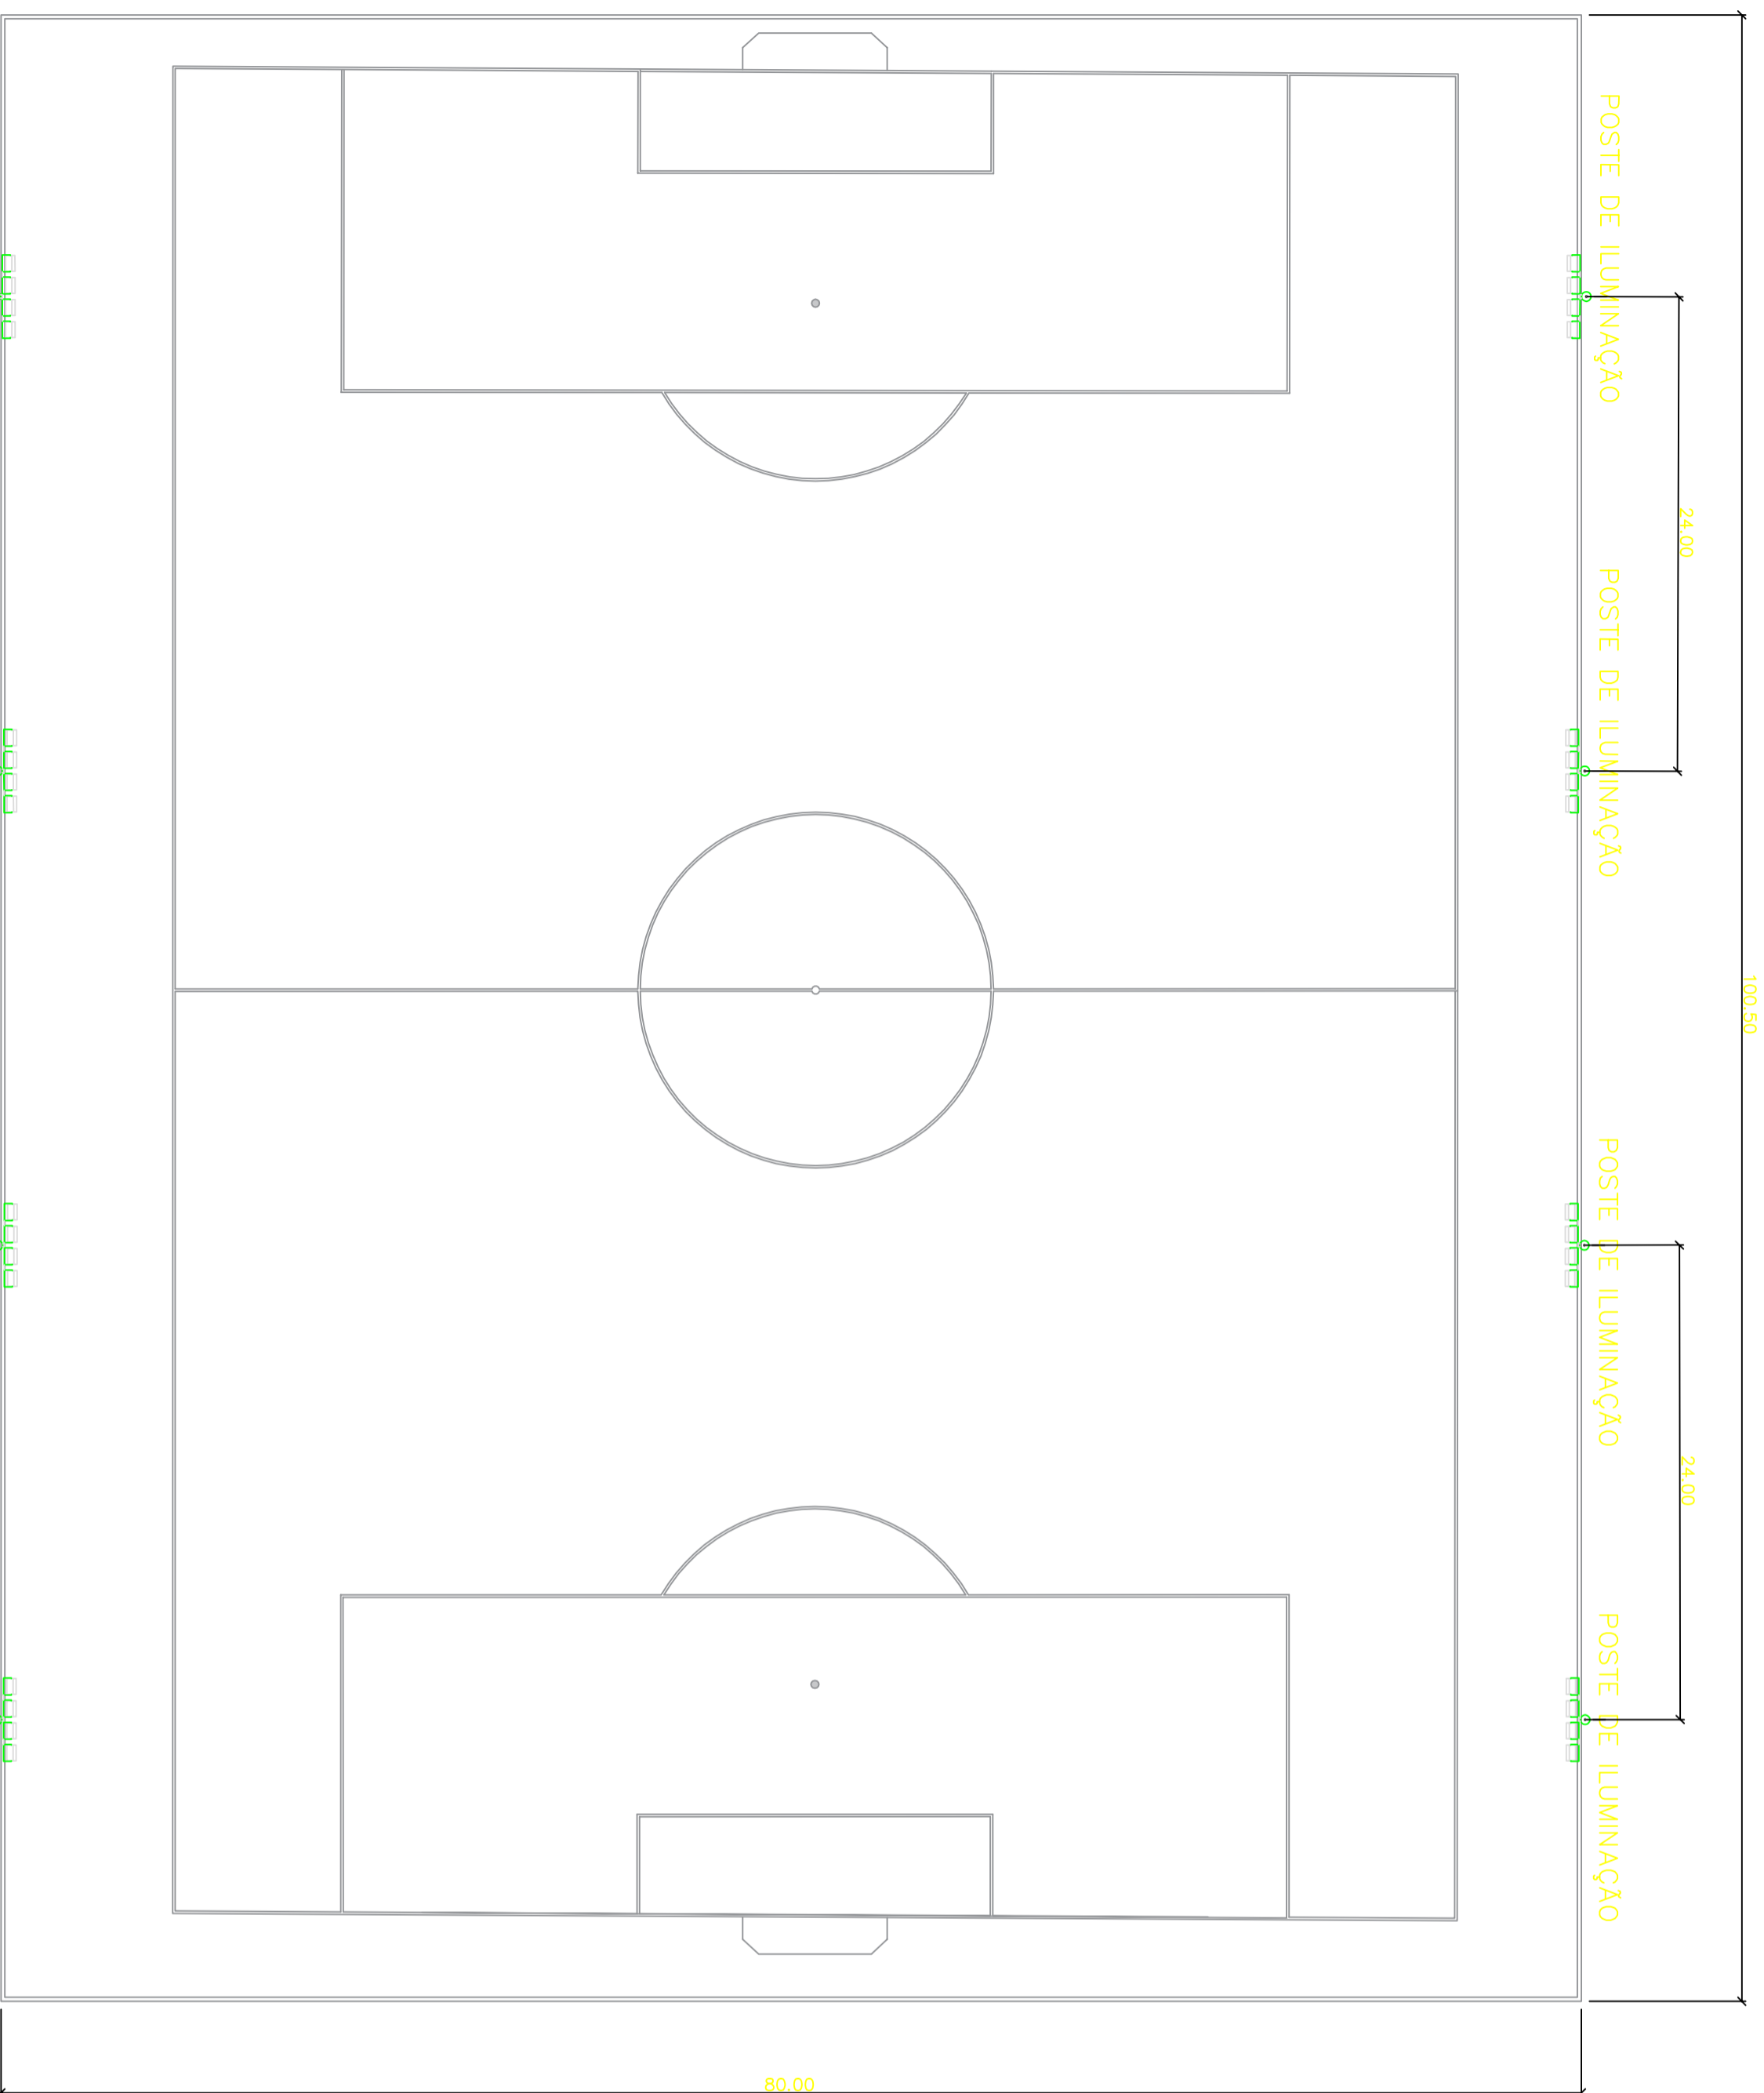 POSTE DE ILUMINAÇÃO
24.00
POSTE DE ILUMINAÇÃO
100.50
POSTE DE ILUMINAÇÃO
24.00
POSTE DE ILUMINAÇÃO
80.00